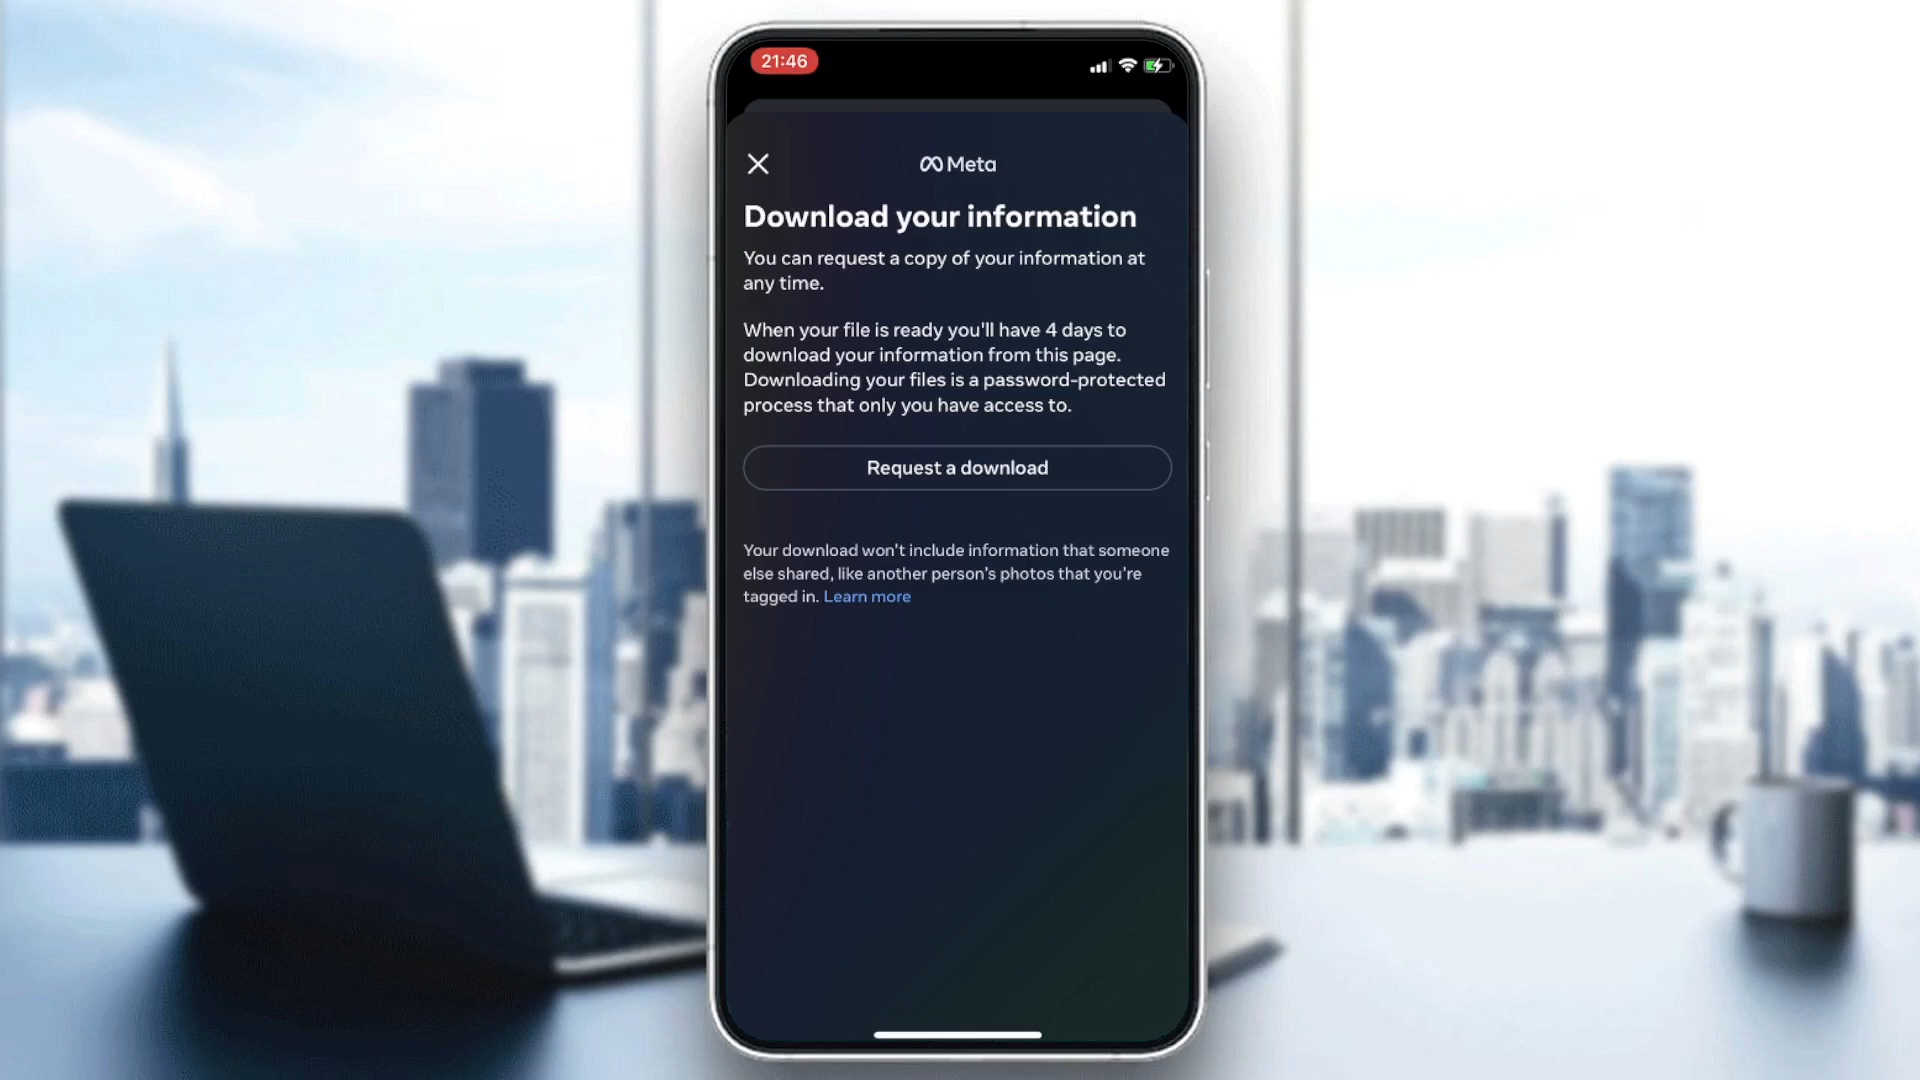 21:46
Meta
Download your information
You can request a copy of your information at
any time.
When your file is ready you'll have 4 days to
download your information from this page.
Downloading your files is a password-protected
process that only you have access to.
Request a download
Your download won't include information that someone
else shared, like another person's photos that you're
tagged in. Learn more